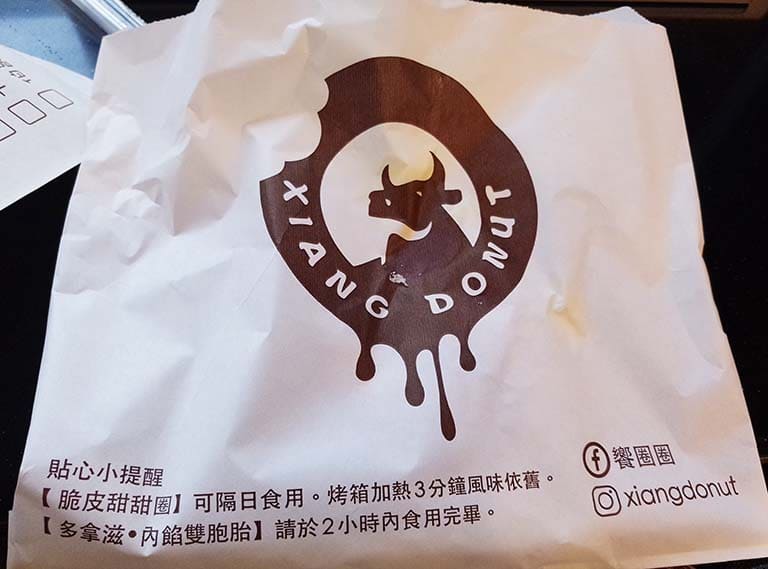 XIANG DONUT
貼心小提醒
【脆皮甜甜圈】可隔日食用。烤箱加熱3分鐘風味依舊。
【多拿滋•內餡雙胞胎】請於2小時內食用完畢。
饗圈圈
xiangdonut